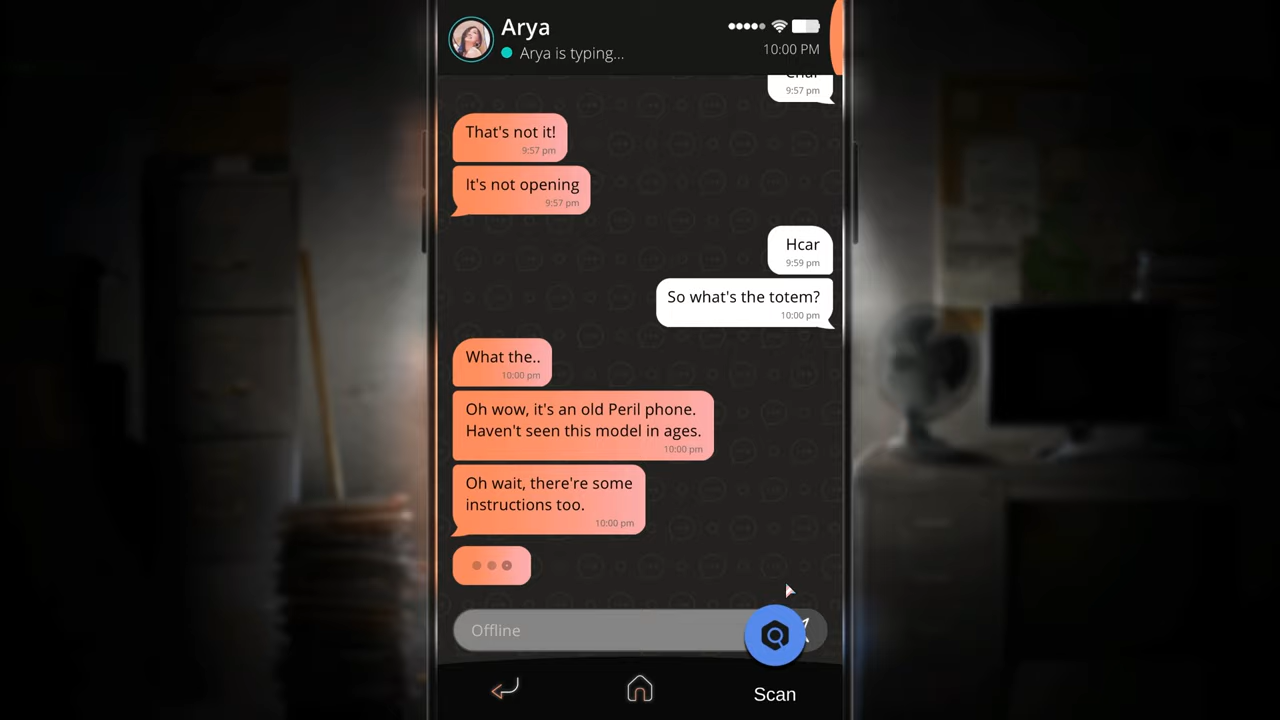 Arya
Arya is typing...
10:00 PM
9:57 pm
That's not it!
9:57 pm
It's not opening
9:57 pm
Hcar
9:59 pm
So what's the totem?
10:00 pm
What the..
10:00 pm
Oh wow, it's an old Peril phone.
Haven't seen this model in ages.
10:00 pm
Oh wait, there're some
instructions too.
10:00 pm
Offline
Scan